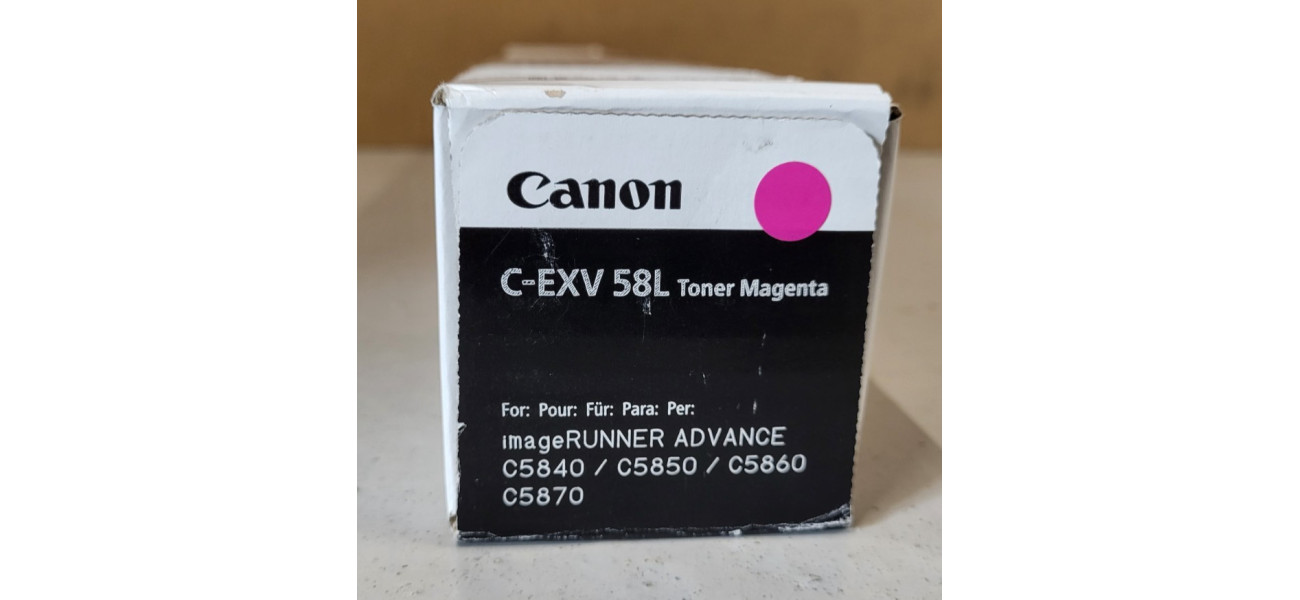 Canon
C-EXV 58L Toner Magenta
For: Pour: Für: Para: Per:
imageRUNNER ADVANCE
C5840 / C5850 / C5860
C5870